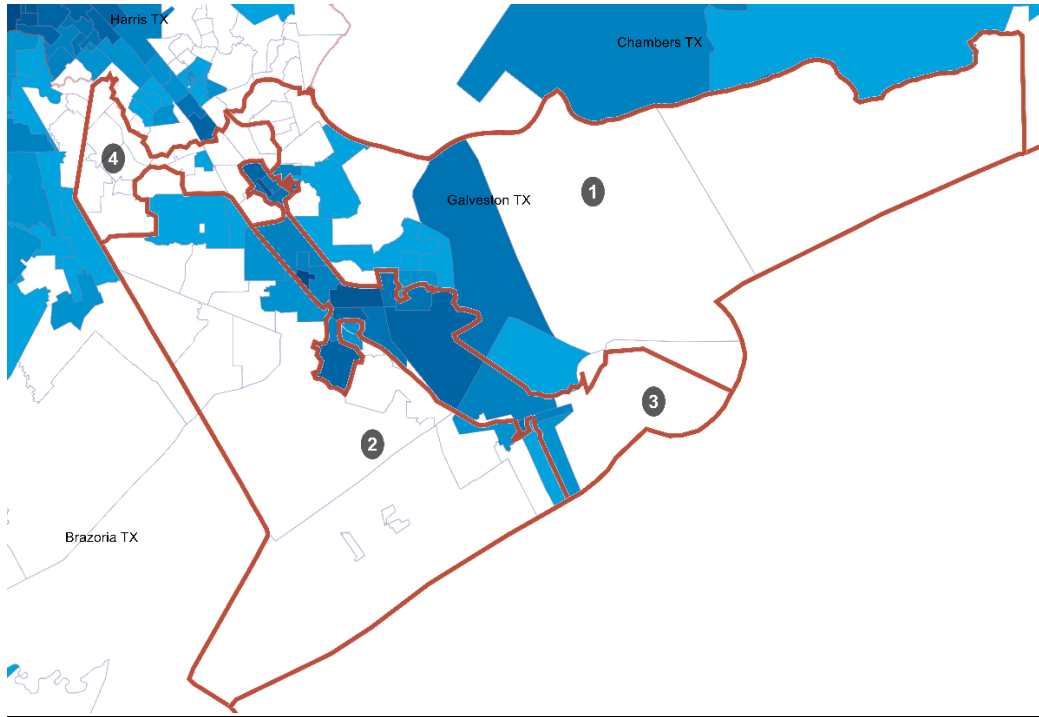 Harris TX
Chambers TX
4
1
Galveston TX
3
2
Brazoria TX